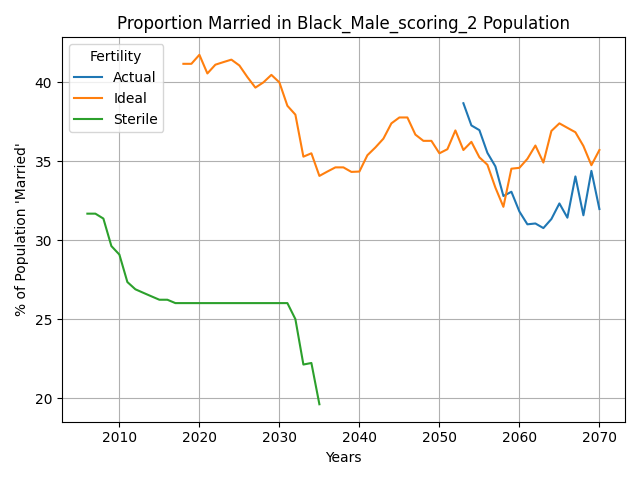 Proportion Married in Black_Male_scoring_2 Population
Fertility
Actual
Ideal
Sterile
% of Population 'Married'
40
35
30
25
20
2010 2020 2030 2040 2050 2060 2070
Years